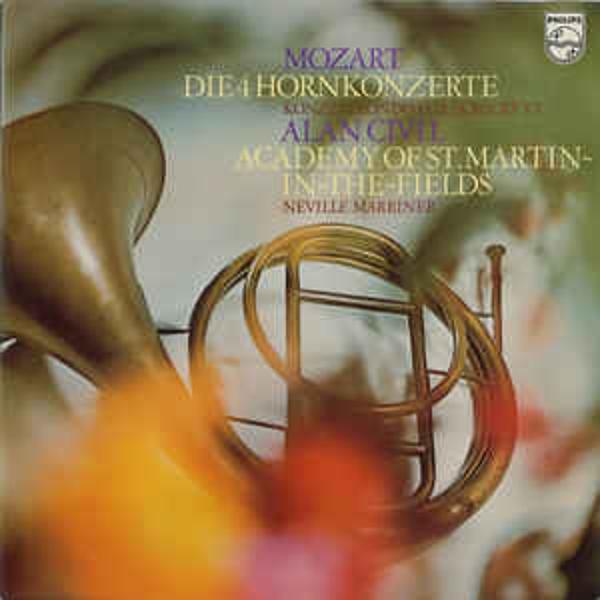 PHILIPS
MOZART
DIE 4 HORNKONZERTE
ALAN CIVIL
ACADEMY OF ST. MARTIN-
IN-THE-FIELDS
NEVILLE MARRINER